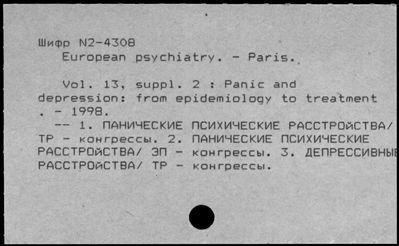 Шифр N2-4308
European psychiatry. - Paris.
Vol. 13, suppl. 2 : Panic and
depression: from epidemiology to treatment
. - 1998.
-- 1. ПАНИЧЕСКИЕ ПСИХИЧЕСКИЕ РАССТРОйСТВА/
ТР - конгрессы. 2. ПАНИЧЕСКИЕ ПСИХИЧЕСКИЕ
РАССТРОйСТВА/ ЭП - конгрессы. 3. ДЕПРЕССИВНЫЕ
РАССТРОйСТВА/ ТР - конгрессы.